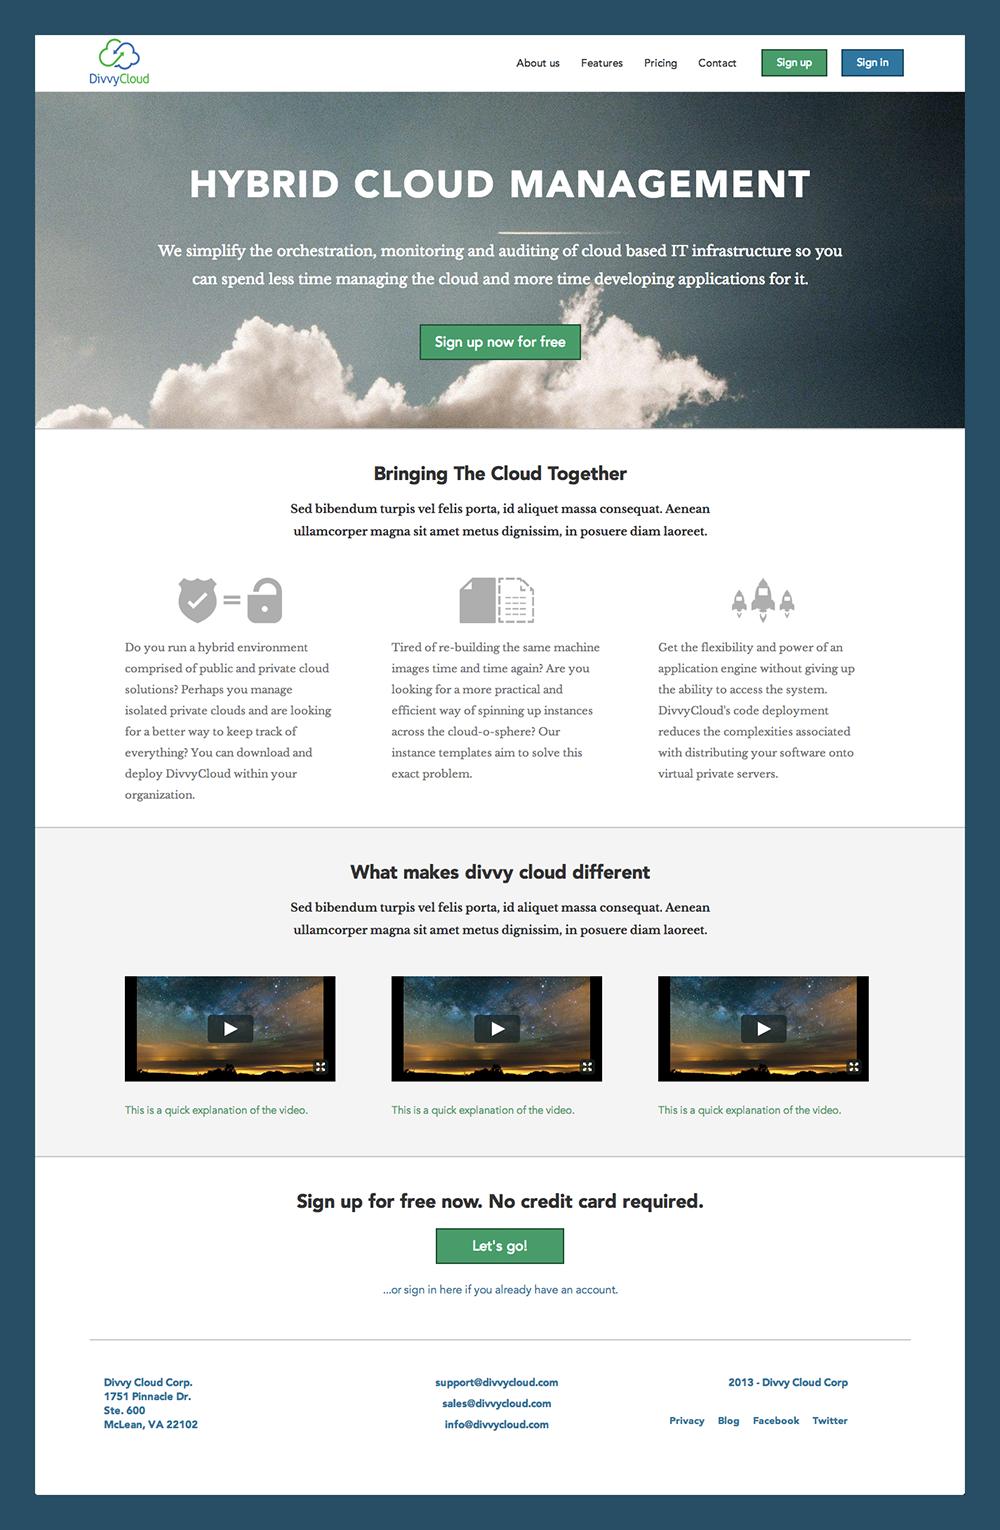 DivvyCloud
About us Features Pricing Contact Sign up Sign in
HYBRID CLOUD MANAGEMENT
We simplify the orchestration, monitoring and auditing of cloud based IT infrastructure so you
can spend less time managing the cloud and more time developing applications for it.
Sign up now for free
Bringing The Cloud Together
Sed bibendum turpis vel felis porta, id aliquet massa consequat. Aenean
ullamcorper magna sit amet metus dignissim, in posuere diam laoreet.
Do you run a hybrid environment
comprised of public and private cloud
solutions? Perhaps you manage
isolated private clouds and are looking
for a better way to keep track of
everything? You can download and
deploy DivvyCloud within your
organization.
Tired of re-building the same machine
images time and time again? Are you
looking for a more practical and
efficient way of spinning up instances
across the cloud-o-sphere? Our
instance templates aim to solve this
exact problem.
Get the flexibility and power of an
application engine without giving up
the ability to access the system.
DivvyCloud's code deployment
reduces the complexities associated
with distributing your software onto
virtual private servers.
What makes divvy cloud different
Sed bibendum turpis vel felis porta, id aliquet massa consequat. Aenean
ullamcorper magna sit amet metus dignissim, in posuere diam laoreet.
This is a quick explanation of the video.
This is a quick explanation of the video.
This is a quick explanation of the video.
Sign up for free now. No credit card required.
Let's go!
...or sign in here if you already have an account.
Divvy Cloud Corp.
1751 Pinnacle Dr.
Ste. 600
McLean, VA 22102
support@divvycloud.com
sales@divvycloud.com
info@divvycloud.com
2013 - Divvy Cloud Corp
Privacy Blog Facebook Twitter